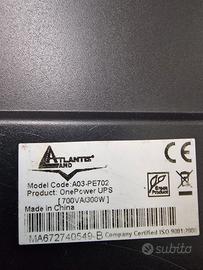 ATLANTIS
LAND
Model Code: A03-PE702
Product : OnePower UPS
[ 700VA/300W ]
Made in China
Green
Product
CE
MA672740549-B Company Certified ISO 9001:2000
subito